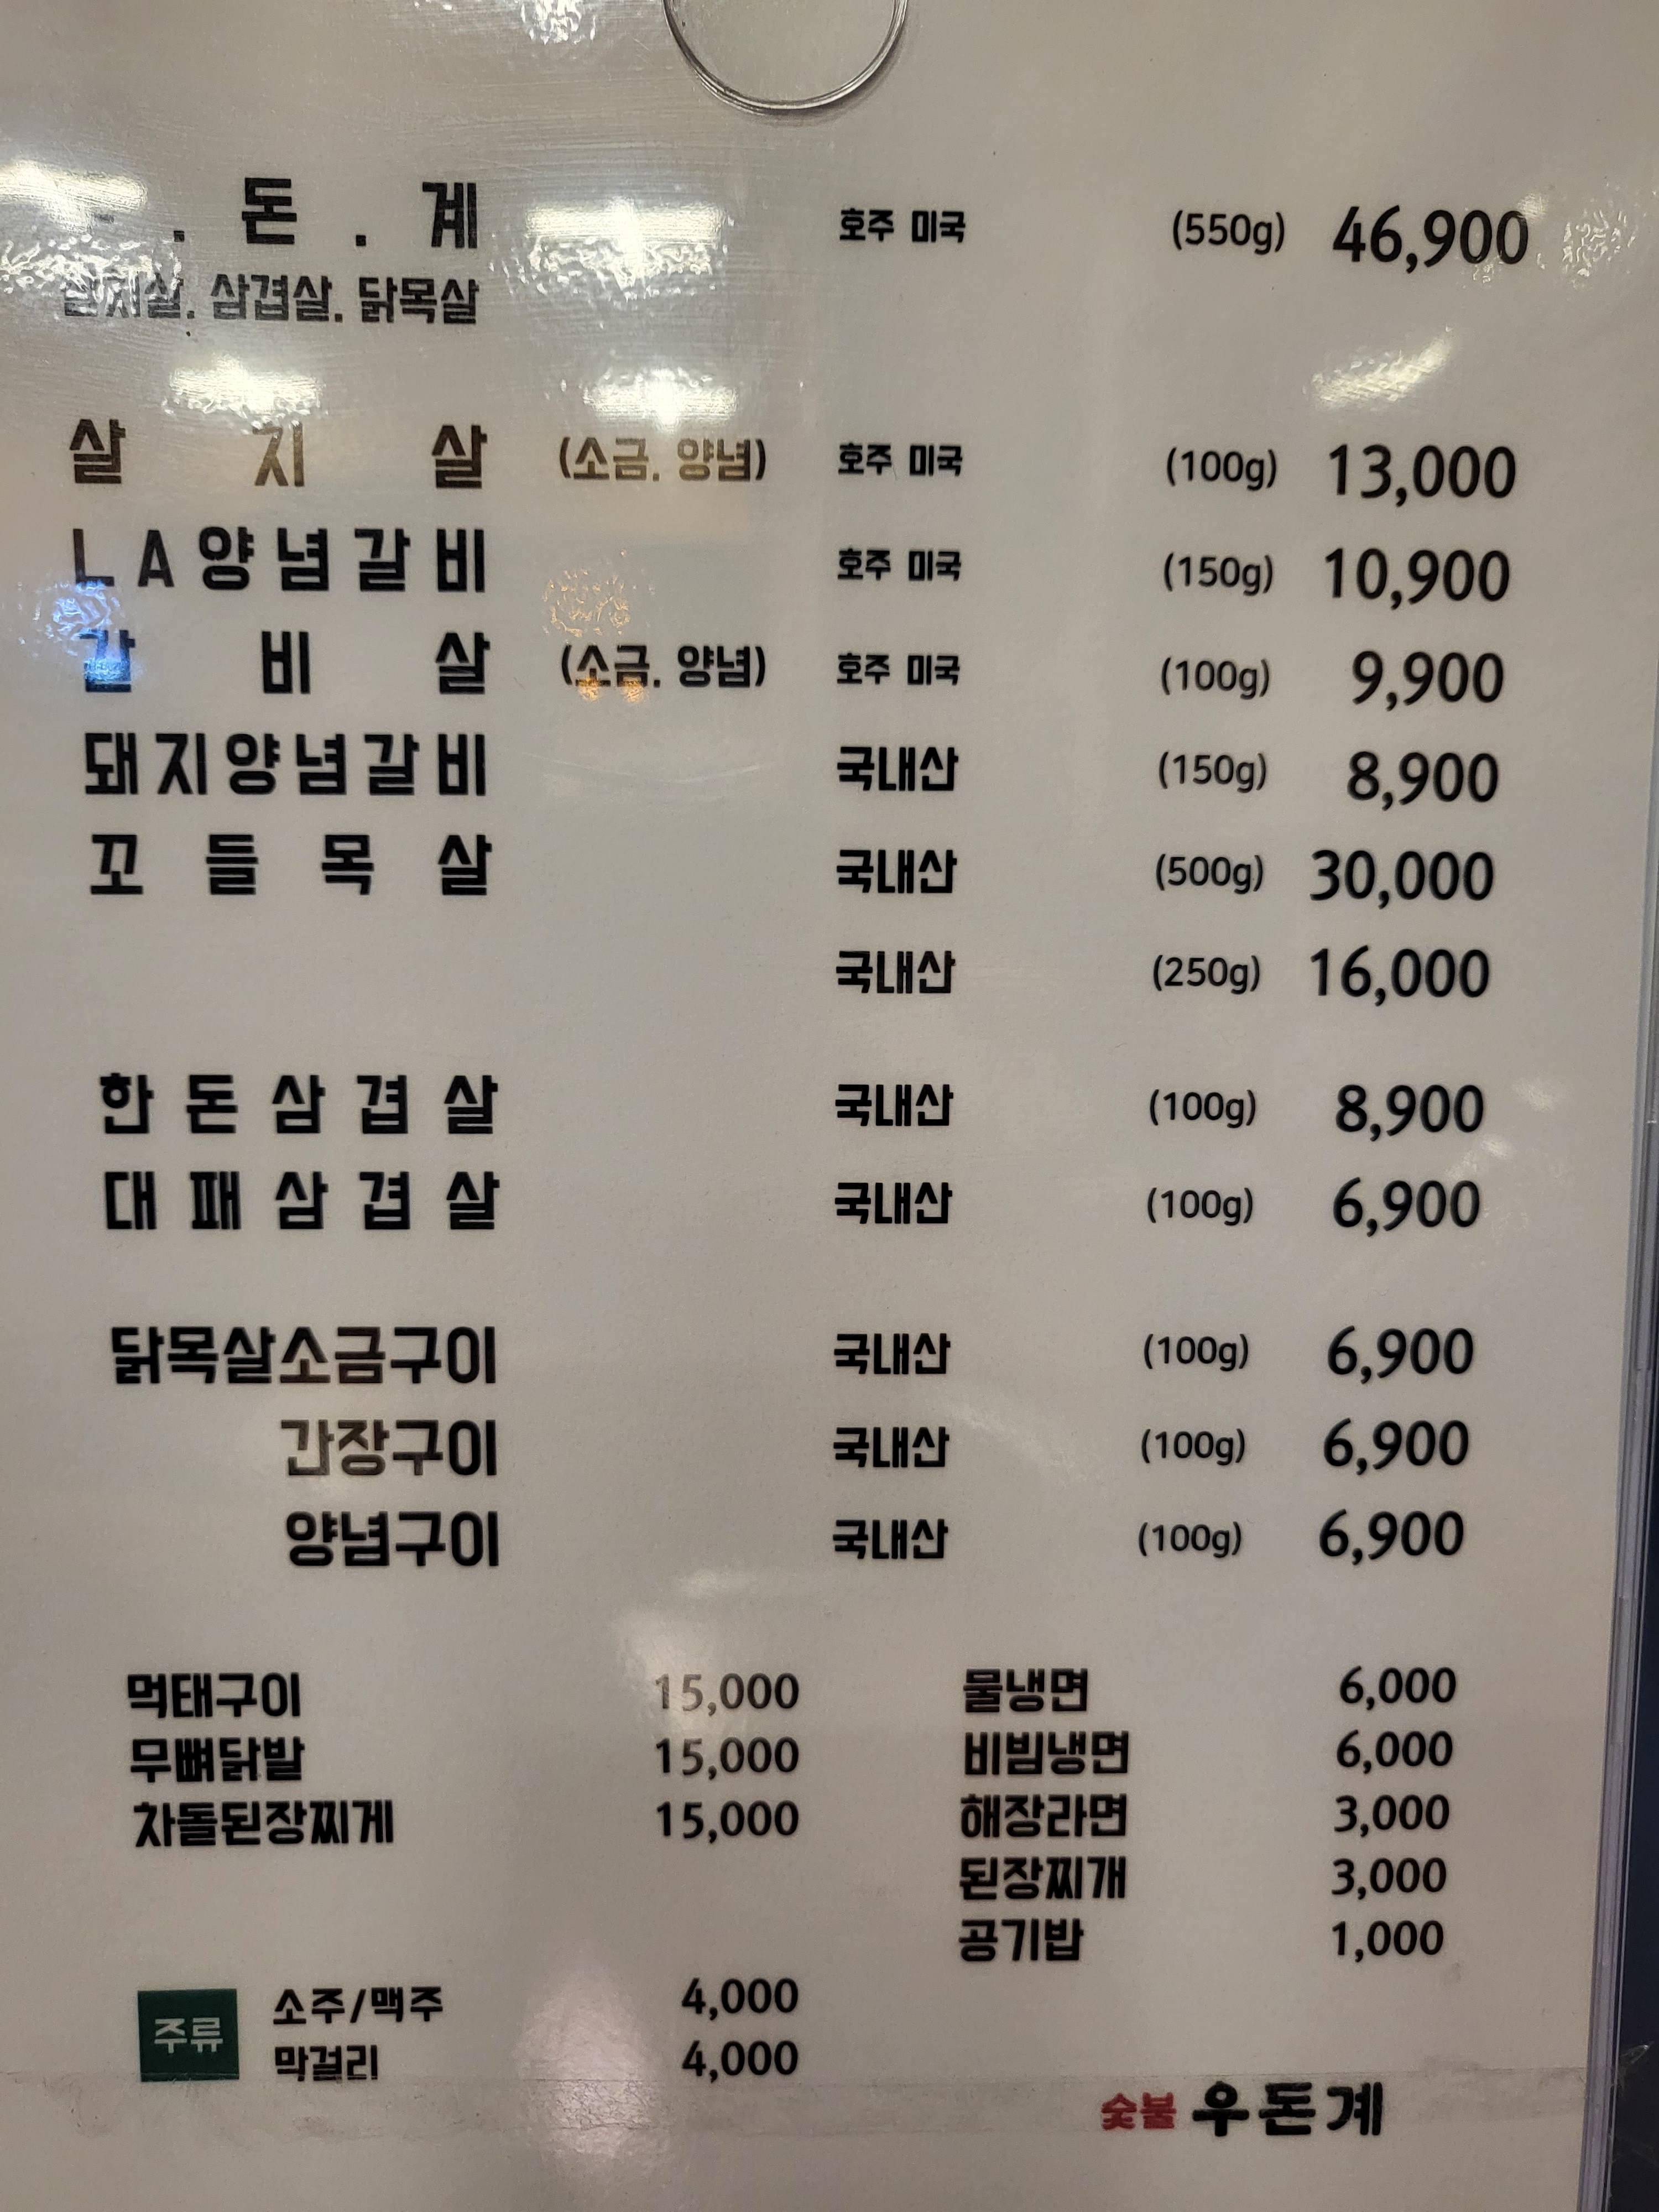 . 돈 . 계 호주 미국 (550g) 46,900
삼겹살. 닭목살
살치살 (소금. 양념) 호주 미국 (100g) 13,000
LA양념갈비 호주 미국 (150g) 10,900
갈비살 (소금. 양념) 호주 미국 (100g) 9,900
돼지양념갈비 국내산 (150g) 8,900
꼬들목살 국내산 (500g) 30,000
국내산 (250g) 16,000
한돈삼겹살 국내산 (100g) 8,900
대패삼겹살 국내산 (100g) 6,900
닭목살소금구이 국내산 (100g) 6,900
간장구이 국내산 (100g) 6,900
양념구이 국내산 (100g) 6,900
먹태구이 15,000 물냉면 6,000
무뼈닭발 15,000 비빔냉면 6,000
차돌된장찌게 15,000 해장라면 3,000
된장찌개 3,000
공기밥 1,000
주류 소주/맥주 4,000
막걸리 4,000
숯불 우돈계